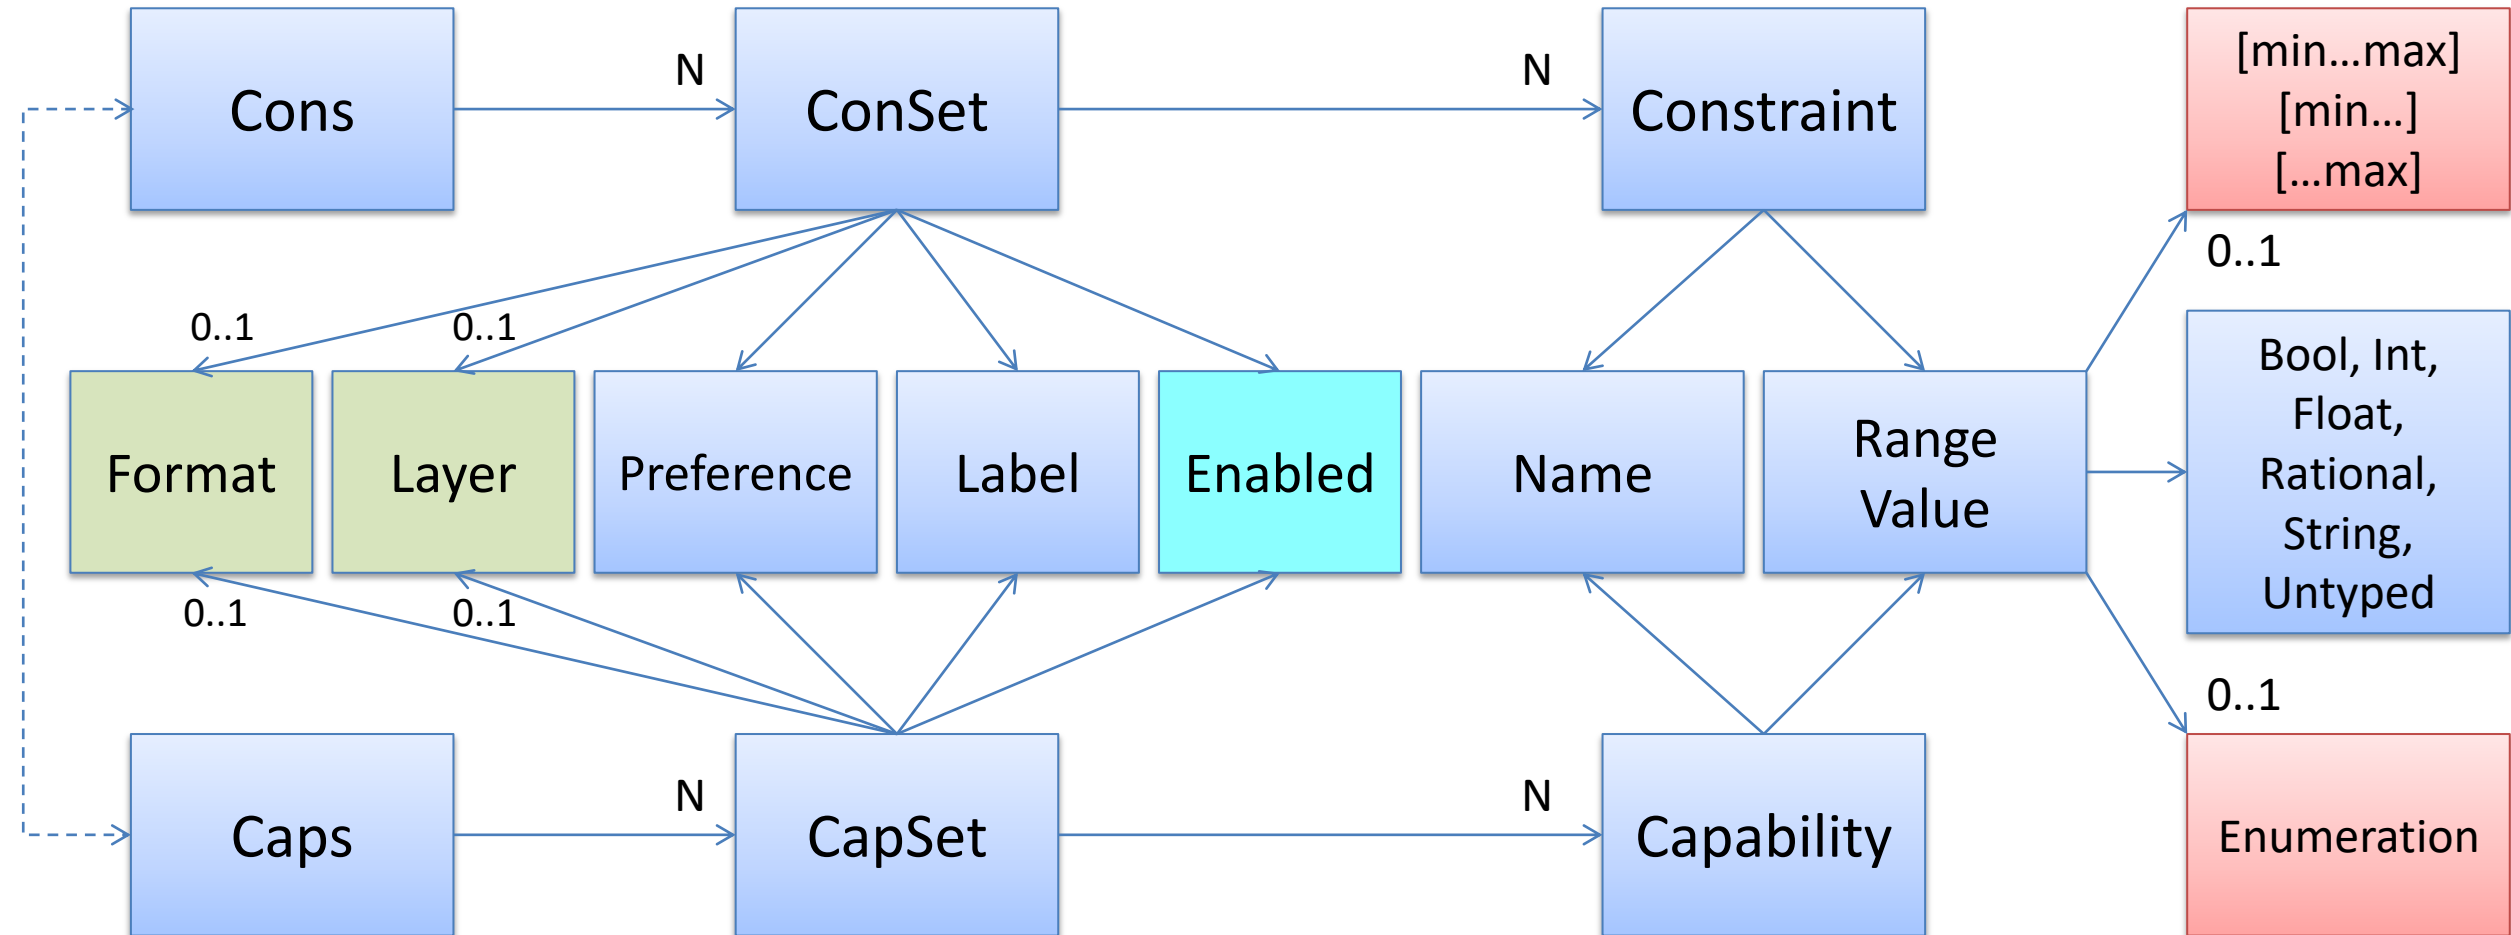 Cons
N
ConSet
N
Constraint
[min…max]
[min…]
[…max]
0..1
0..1
0..1
Format
Layer
Preference
Label
Enabled
Name
Range
Value
Bool, Int,
Float,
Rational,
String,
Untyped
0..1
0..1
0..1
Caps
N
CapSet
N
Capability
Enumeration